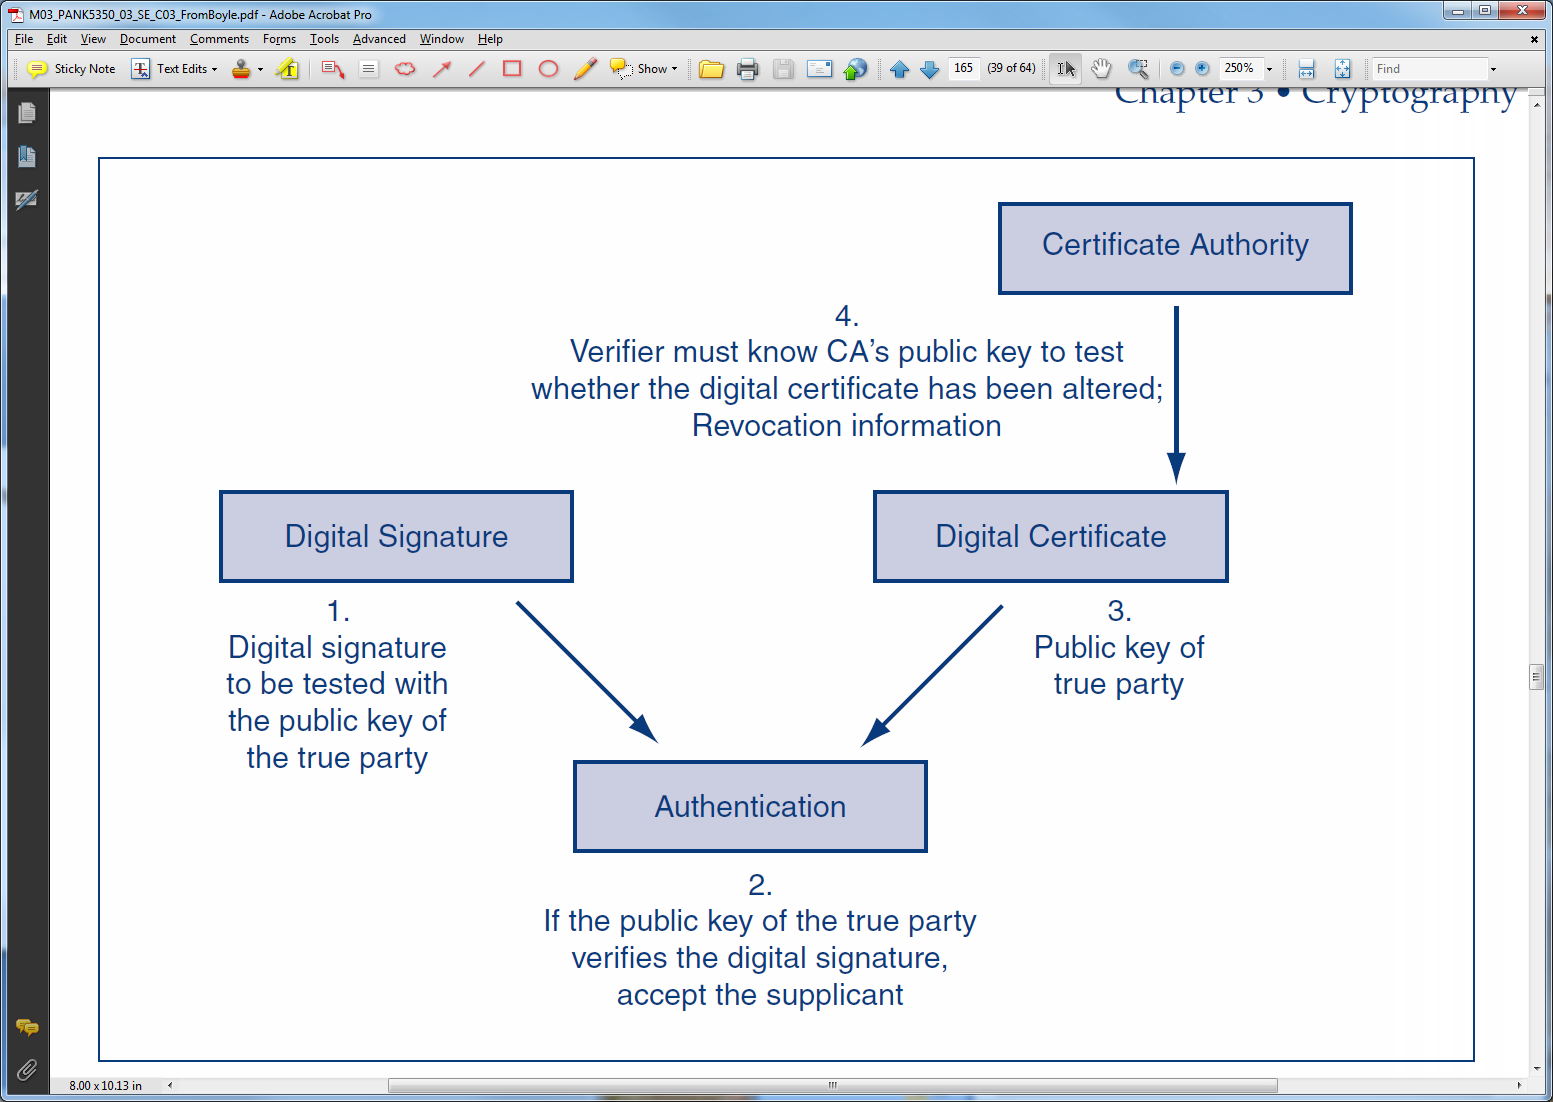 M03_PANK5350_03_SE_C03_FromBoyle.pdf - Adobe Acrobat Pro
File Edit View Document Comments Forms Tools Advanced Window Help
Sticky Note Text Edits Show 165 (39 of 64) 250% Find
Chapter 3 • Cryptography
Certificate Authority
4.
Verifier must know CA’s public key to test
whether the digital certificate has been altered;
Revocation information
Digital Signature
Digital Certificate
1.
Digital signature
to be tested with
the public key of
the true party
3.
Public key of
true party
Authentication
2.
If the public key of the true party
verifies the digital signature,
accept the supplicant
8.00 x 10.13 in